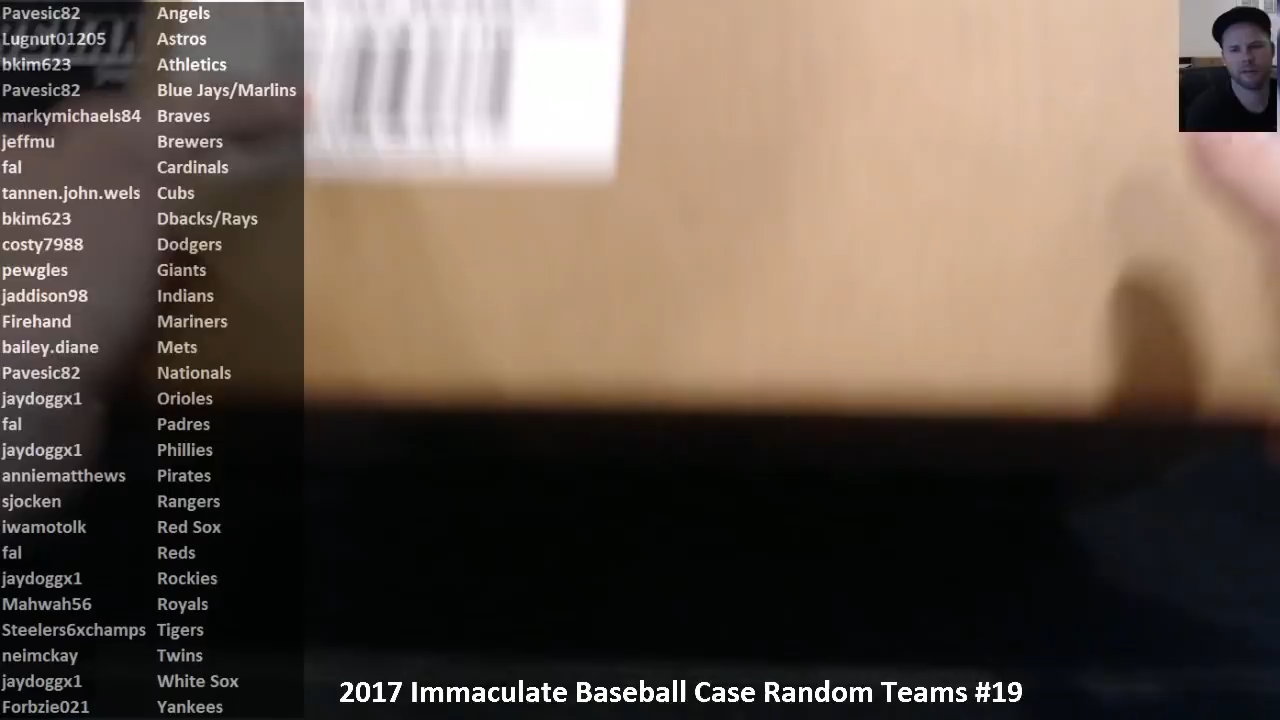 Pavesic82 Angels
Lugnut01205 Astros
bkim623 Athletics
Pavesic82 Blue Jays/Marlins
markymichaels84 Braves
jeffmu Brewers
fal Cardinals
tannen.john.wels Cubs
bkim623 Dbacks/Rays
costy7988 Dodgers
pewgles Giants
jaddison98 Indians
Firehand Mariners
bailey.diane Mets
Pavesic82 Nationals
jaydoggx1 Orioles
fal Padres
jaydoggx1 Phillies
anniematthews Pirates
sjocken Rangers
iwamotolk Red Sox
fal Reds
jaydoggx1 Rockies
Mahwah56 Royals
Steelers6xchamps Tigers
neimckay Twins
jaydoggx1 White Sox
Forbzie021 Yankees
2017 Immaculate Baseball Case Random Teams #19